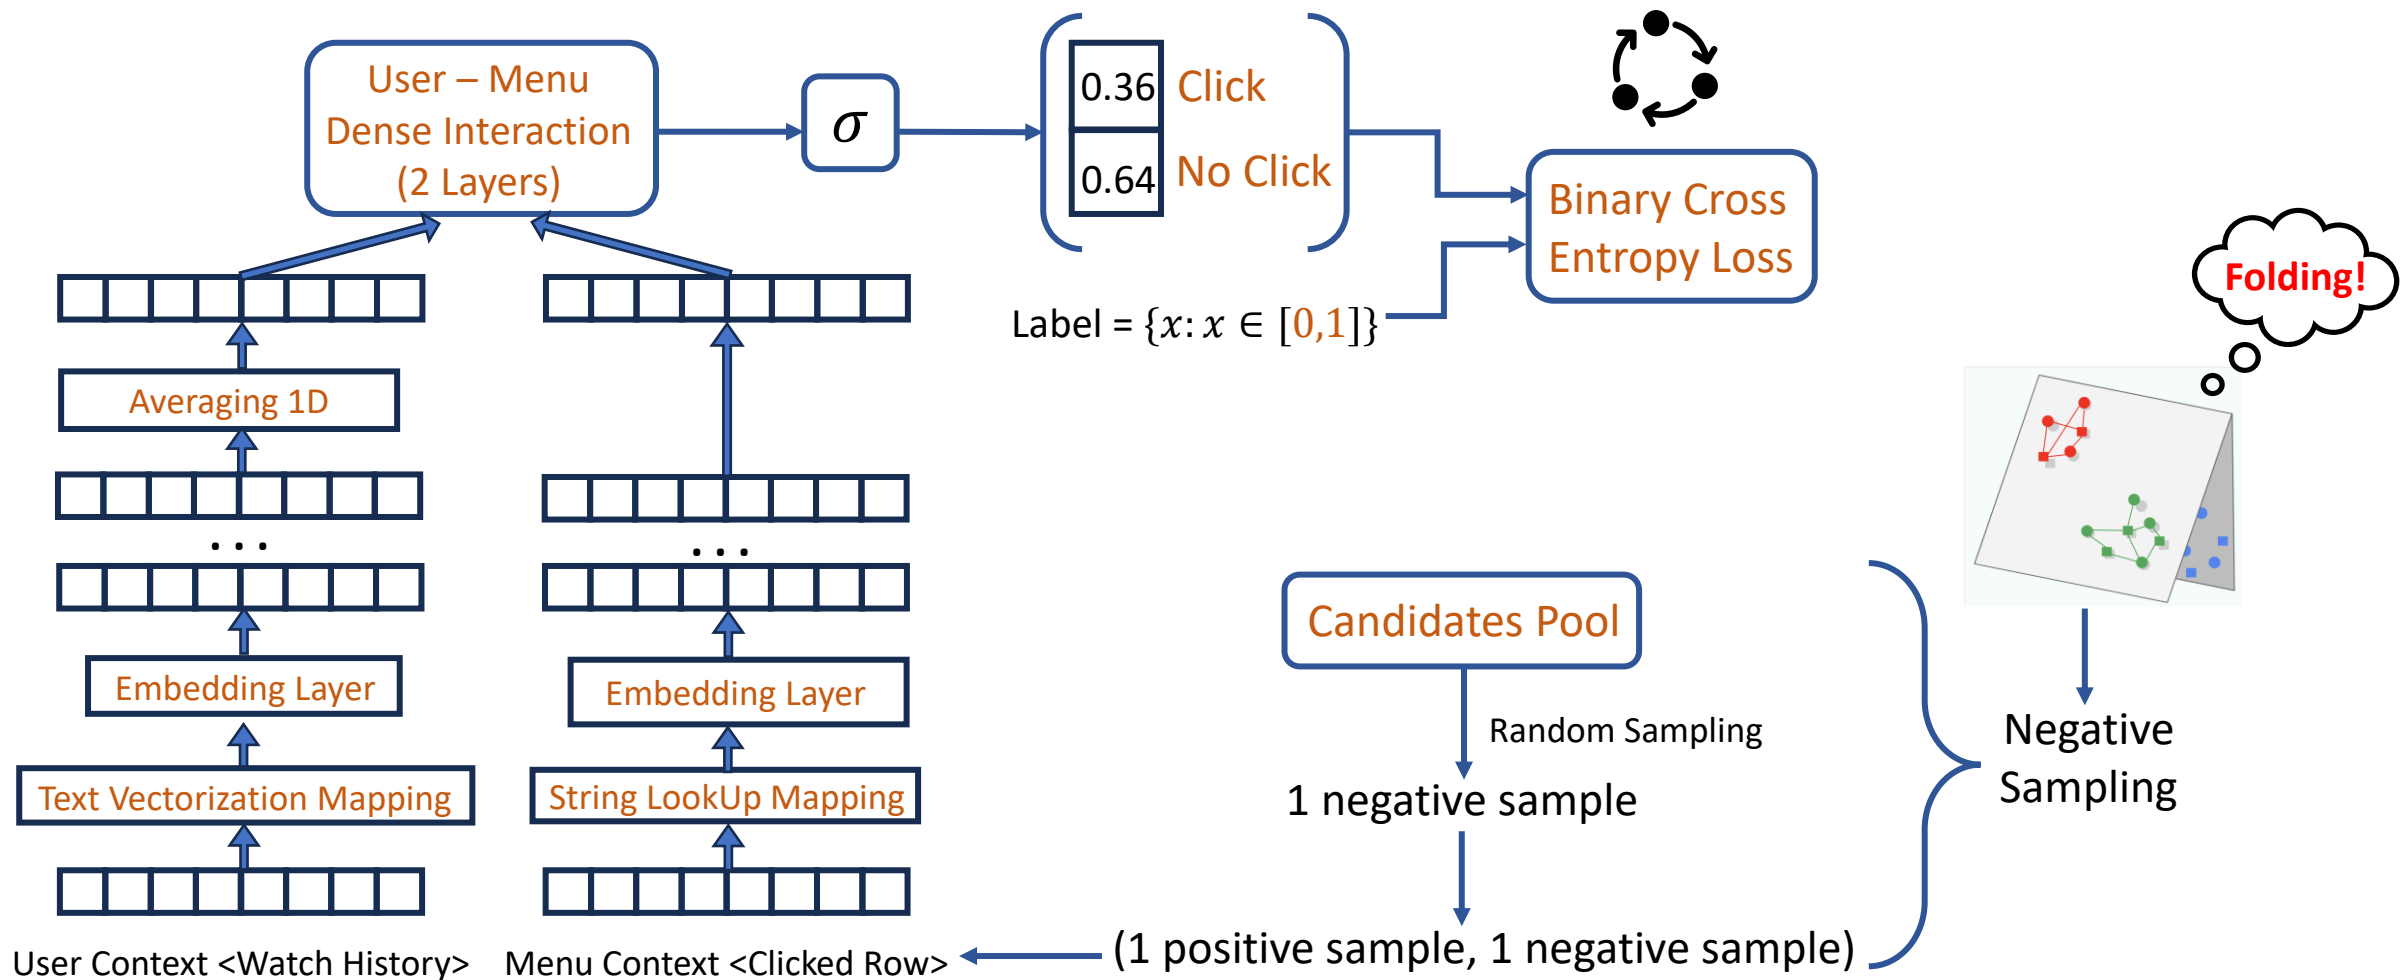 User – Menu
Dense Interaction
(2 Layers)
σ
0.36 Click
0.64 No Click
Binary Cross
Entropy Loss
Label = {x: x ∈ [0,1]}
Folding!
Averaging 1D
. . .
. . .
Embedding Layer
Embedding Layer
Text Vectorization Mapping
String LookUp Mapping
User Context <Watch History>
Menu Context <Clicked Row>
Candidates Pool
Random Sampling
1 negative sample
(1 positive sample, 1 negative sample)
Negative
Sampling